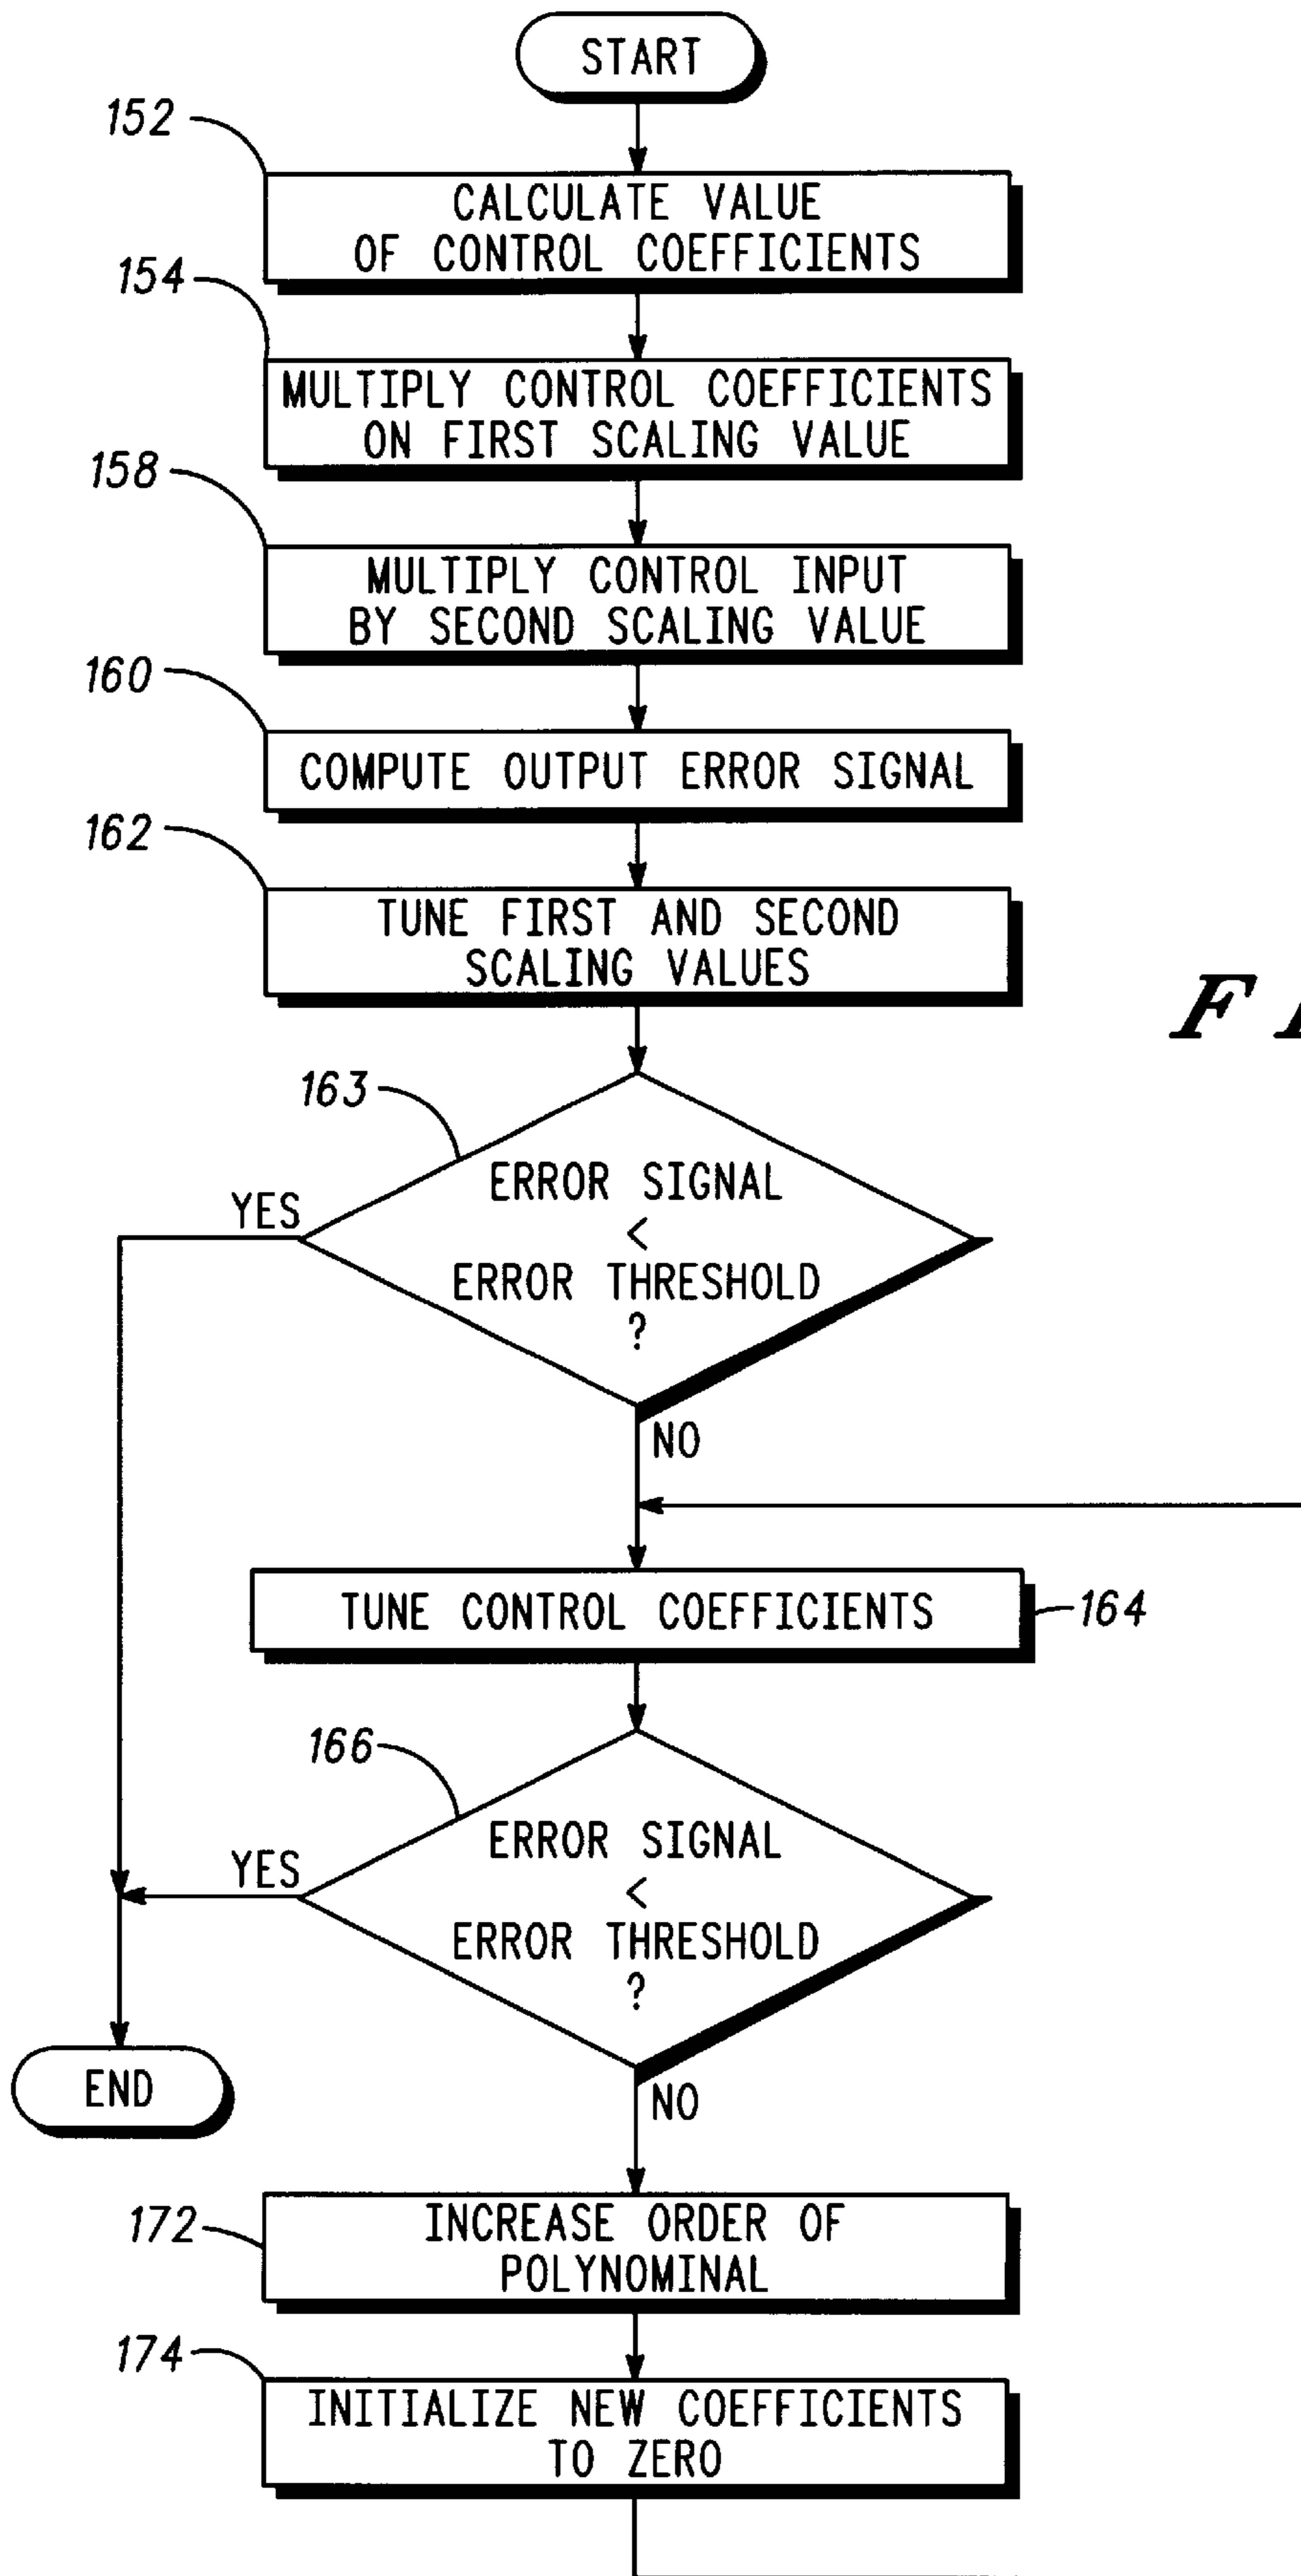 START
152
CALCULATE VALUE
OF CONTROL COEFFICIENTS
154
MULTIPLY CONTROL COEFFICIENTS
ON FIRST SCALING VALUE
158
MULTIPLY CONTROL INPUT
BY SECOND SCALING VALUE
160
COMPUTE OUTPUT ERROR SIGNAL
162
TUNE FIRST AND SECOND
SCALING VALUES
F
163
ERROR SIGNAL
<
ERROR THRESHOLD
?
YES
NO
TUNE CONTROL COEFFICIENTS
164
166
ERROR SIGNAL
<
ERROR THRESHOLD
?
YES
END
NO
172
INCREASE ORDER OF
POLYNOMINAL
174
INITIALIZE NEW COEFFICIENTS
TO ZERO